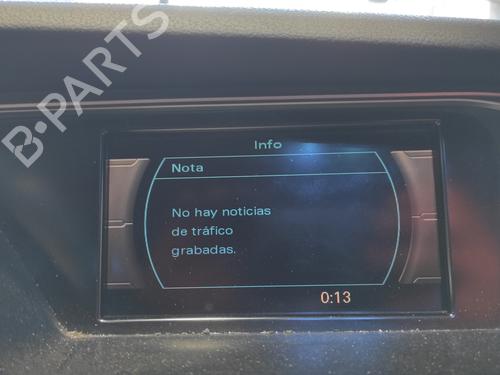 B-PARTS
Info
Nota
No hay noticias
de tráfico
grabadas.
0:13